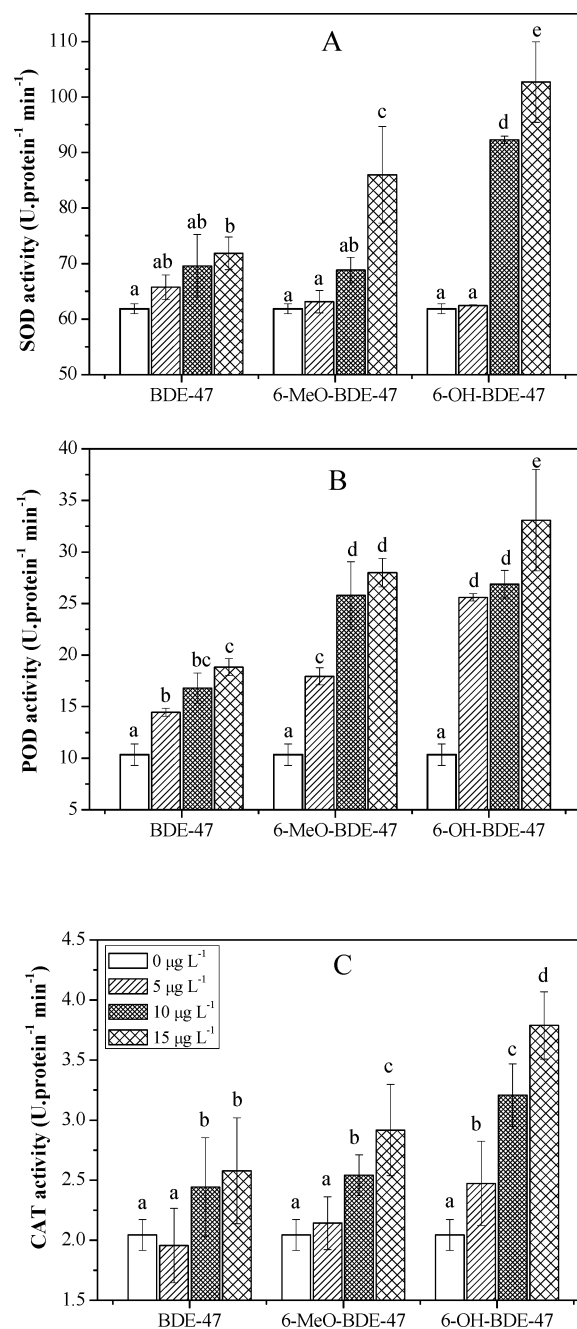 A
SOD activity (U.protein⁻¹ min⁻¹)
110
100
90
80
70
60
50
a ab ab b
a a ab c
a a d e
BDE-47 6-MeO-BDE-47 6-OH-BDE-47
B
POD activity (U.protein⁻¹ min⁻¹)
40
35
30
25
20
15
10
5
a b bc c
a c d d
a d d e
BDE-47 6-MeO-BDE-47 6-OH-BDE-47
C
CAT activity (U.protein⁻¹ min⁻¹)
4.5
4.0
3.5
3.0
2.5
2.0
1.5
0 μg L⁻¹
5 μg L⁻¹
10 μg L⁻¹
15 μg L⁻¹
a a b b
a a b c
a b c d
BDE-47 6-MeO-BDE-47 6-OH-BDE-47